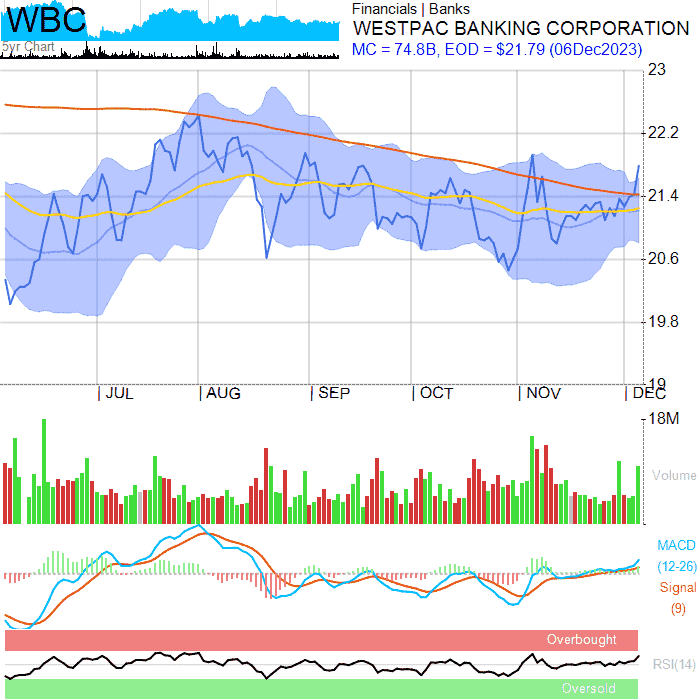 WBC
5yr Chart
Financials | Banks
WESTPAC BANKING CORPORATION
MC = 74.8B, EOD = $21.79 (06Dec2023)
23
22.2
21.4
20.6
19.8
19
JUL AUG SEP OCT NOV DEC
18M
Volume
MACD
(12-26)
Signal
(9)
Overbought
RSI(14)
Oversold